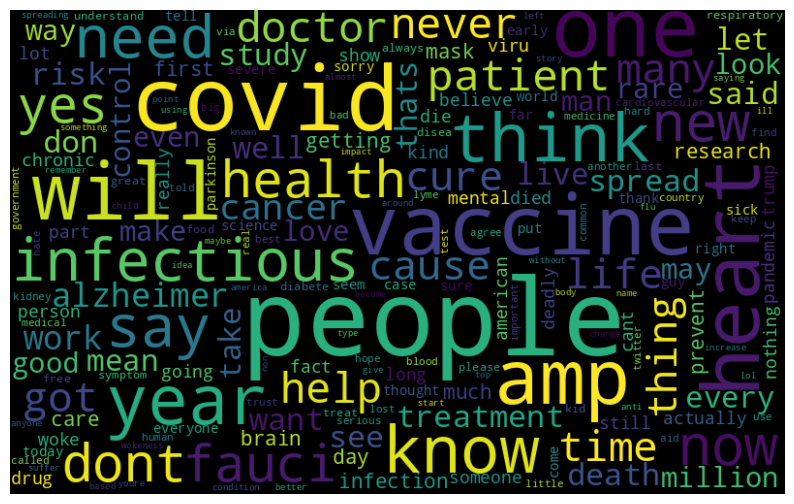 spreading
understand
tell
via
early
left
respiratory
way
need
doctor
never
one
let
lot
study
show
always
mask
viru
many
look
risk
first
severe
sorry
almost
story
saying
yes
covid
thats
patient
said
control
point
using
big
bad
believe
world
man
rare
cardiovascular
ill
don
something
even
well
getting
die
disea
far
medicine
hard
find
chronic
really
known
kind
think
new
research
government
remember
impact
told
parkinson
health
cure
live
another
last
spread
thank
country
trump
pandemic
will
great
child
cancer
lyme
mental
died
flu
sick
keep
part
make
food
science
love
around
test
vaccine
heart
hate
maybe
best
real
agree
put
common
right
infectious
idea
america
without
cause
life
may
kidney
alzheimer
diabete
seem
case
sure
american
important
deadly
body
guy
name
twitter
prevent
cant
nothing
person
medical
say
become
people
type
change
increase
work
take
free
symptom
non
hope
give
please
top
blood
thing
lol
good
mean
going
fact
long
amp
every
got
year
help
trust
treat
lost
thought
much
start
serious
kid
anti
actually
use
anyone
care
everyone
want
treatment
still
aid
woke
human
wokeness
brain
see
know
time
today
called
suffer
dont
fauci
day
infection
someone
come
death
million
drug
based
youre
condition
better
little